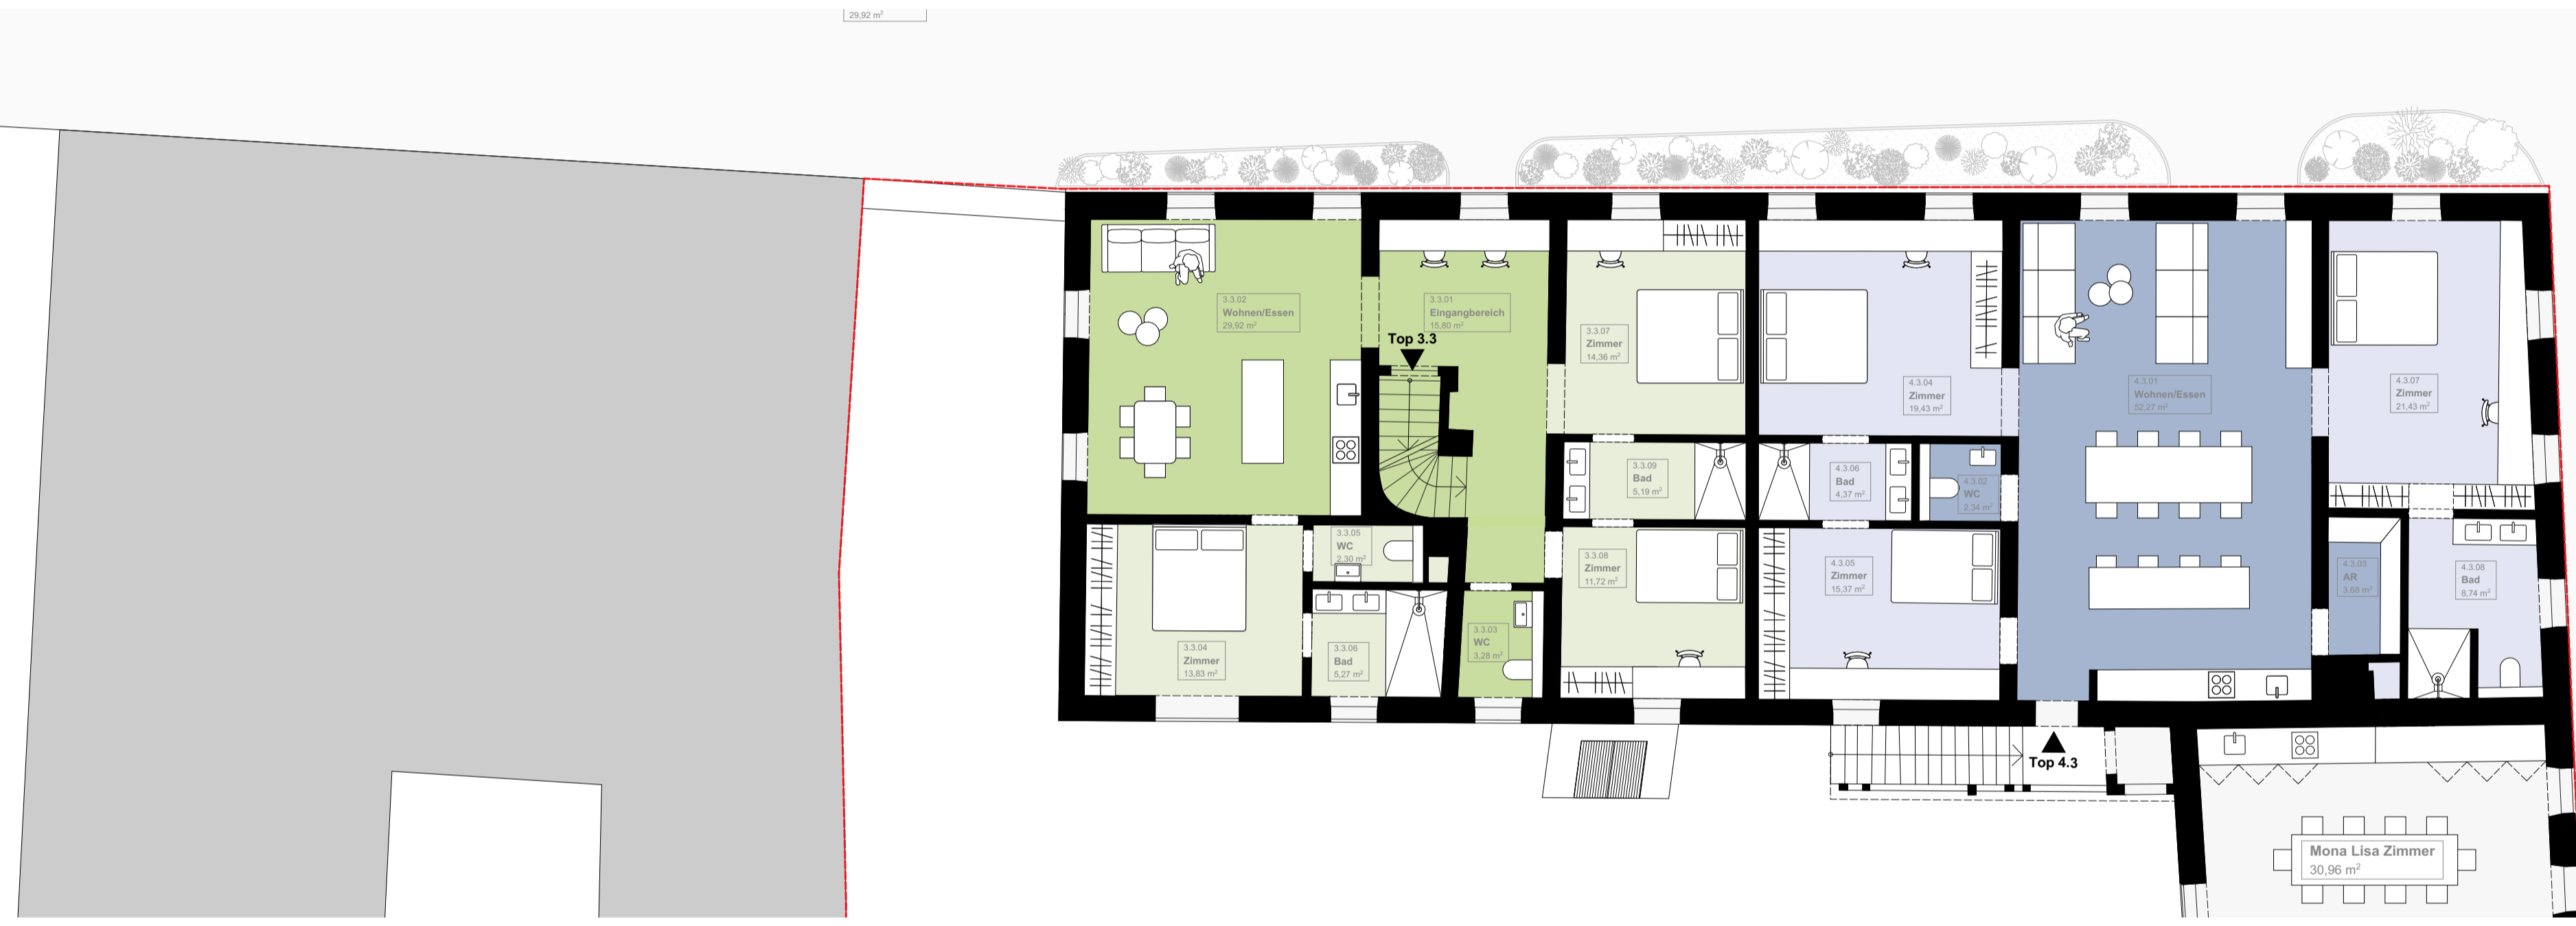 29,92 m²
3.3.02
Wohnen/Essen
29,92 m²
3.3.01
Eingangbereich
15,80 m²
Top 3.3
3.3.07
Zimmer
14,36 m²
4.3.04
Zimmer
19,43 m²
4.3.01
Wohnen/Essen
52,27 m²
4.3.07
Zimmer
21,43 m²
3.3.09
Bad
5,19 m²
4.3.06
Bad
4,37 m²
4.3.02
WC
2,34 m²
3.3.05
WC
2,30 m²
3.3.08
Zimmer
11,72 m²
4.3.05
Zimmer
15,37 m²
4.3.03
AR
3,68 m²
4.3.08
Bad
8,74 m²
3.3.04
Zimmer
13,83 m²
3.3.06
Bad
5,27 m²
3.3.03
WC
3,28 m²
Top 4.3
Mona Lisa Zimmer
30,96 m²